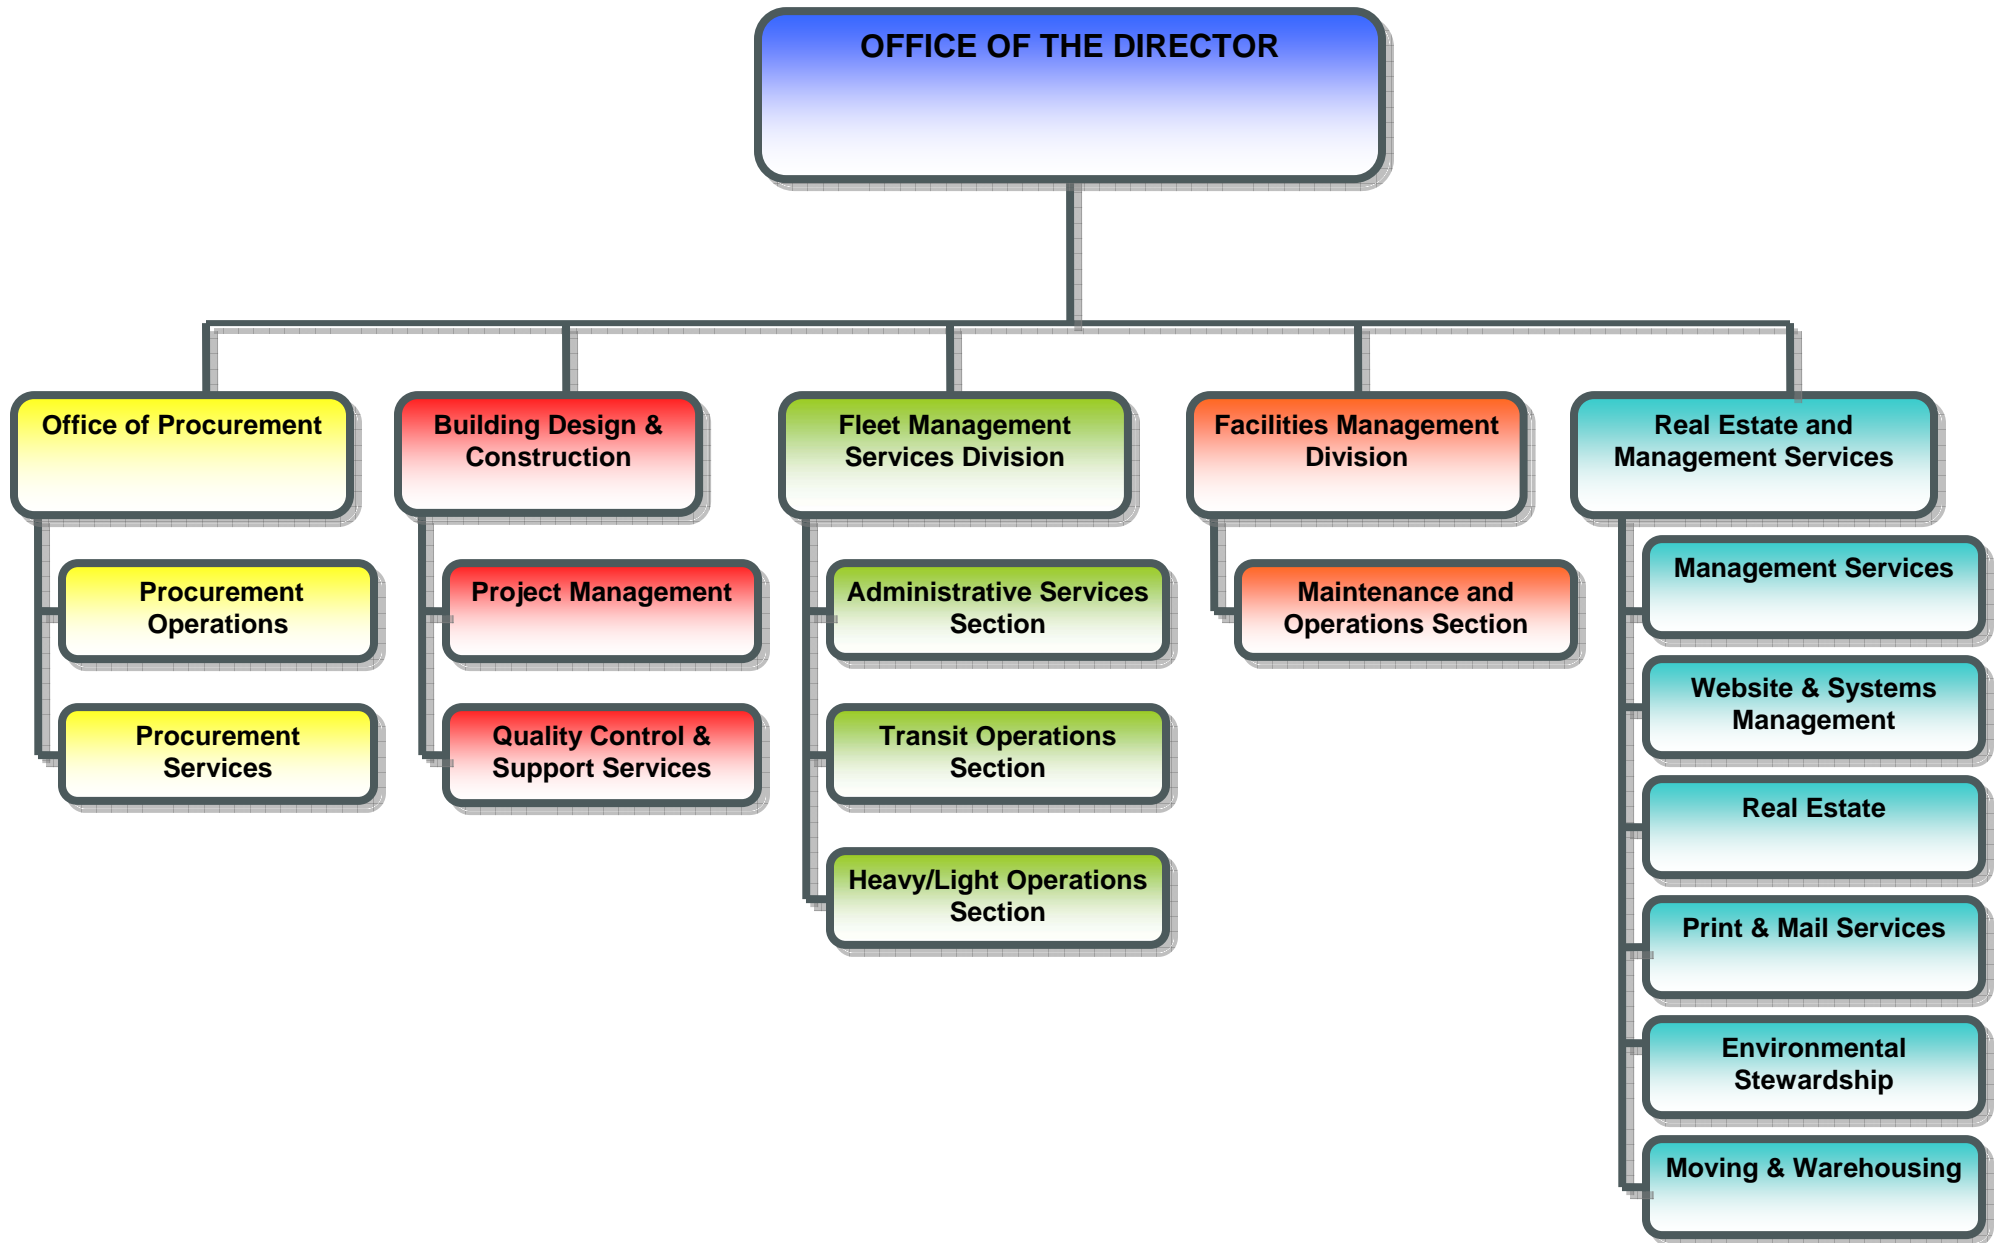 OFFICE OF THE DIRECTOR
Office of Procurement
Procurement
Operations
Procurement
Services
Building Design &
Construction
Project Management
Quality Control &
Support Services
Fleet Management
Services Division
Administrative Services
Section
Transit Operations
Section
Heavy/Light Operations
Section
Facilities Management
Division
Maintenance and
Operations Section
Real Estate and
Management Services
Management Services
Website & Systems
Management
Real Estate
Print & Mail Services
Environmental
Stewardship
Moving & Warehousing